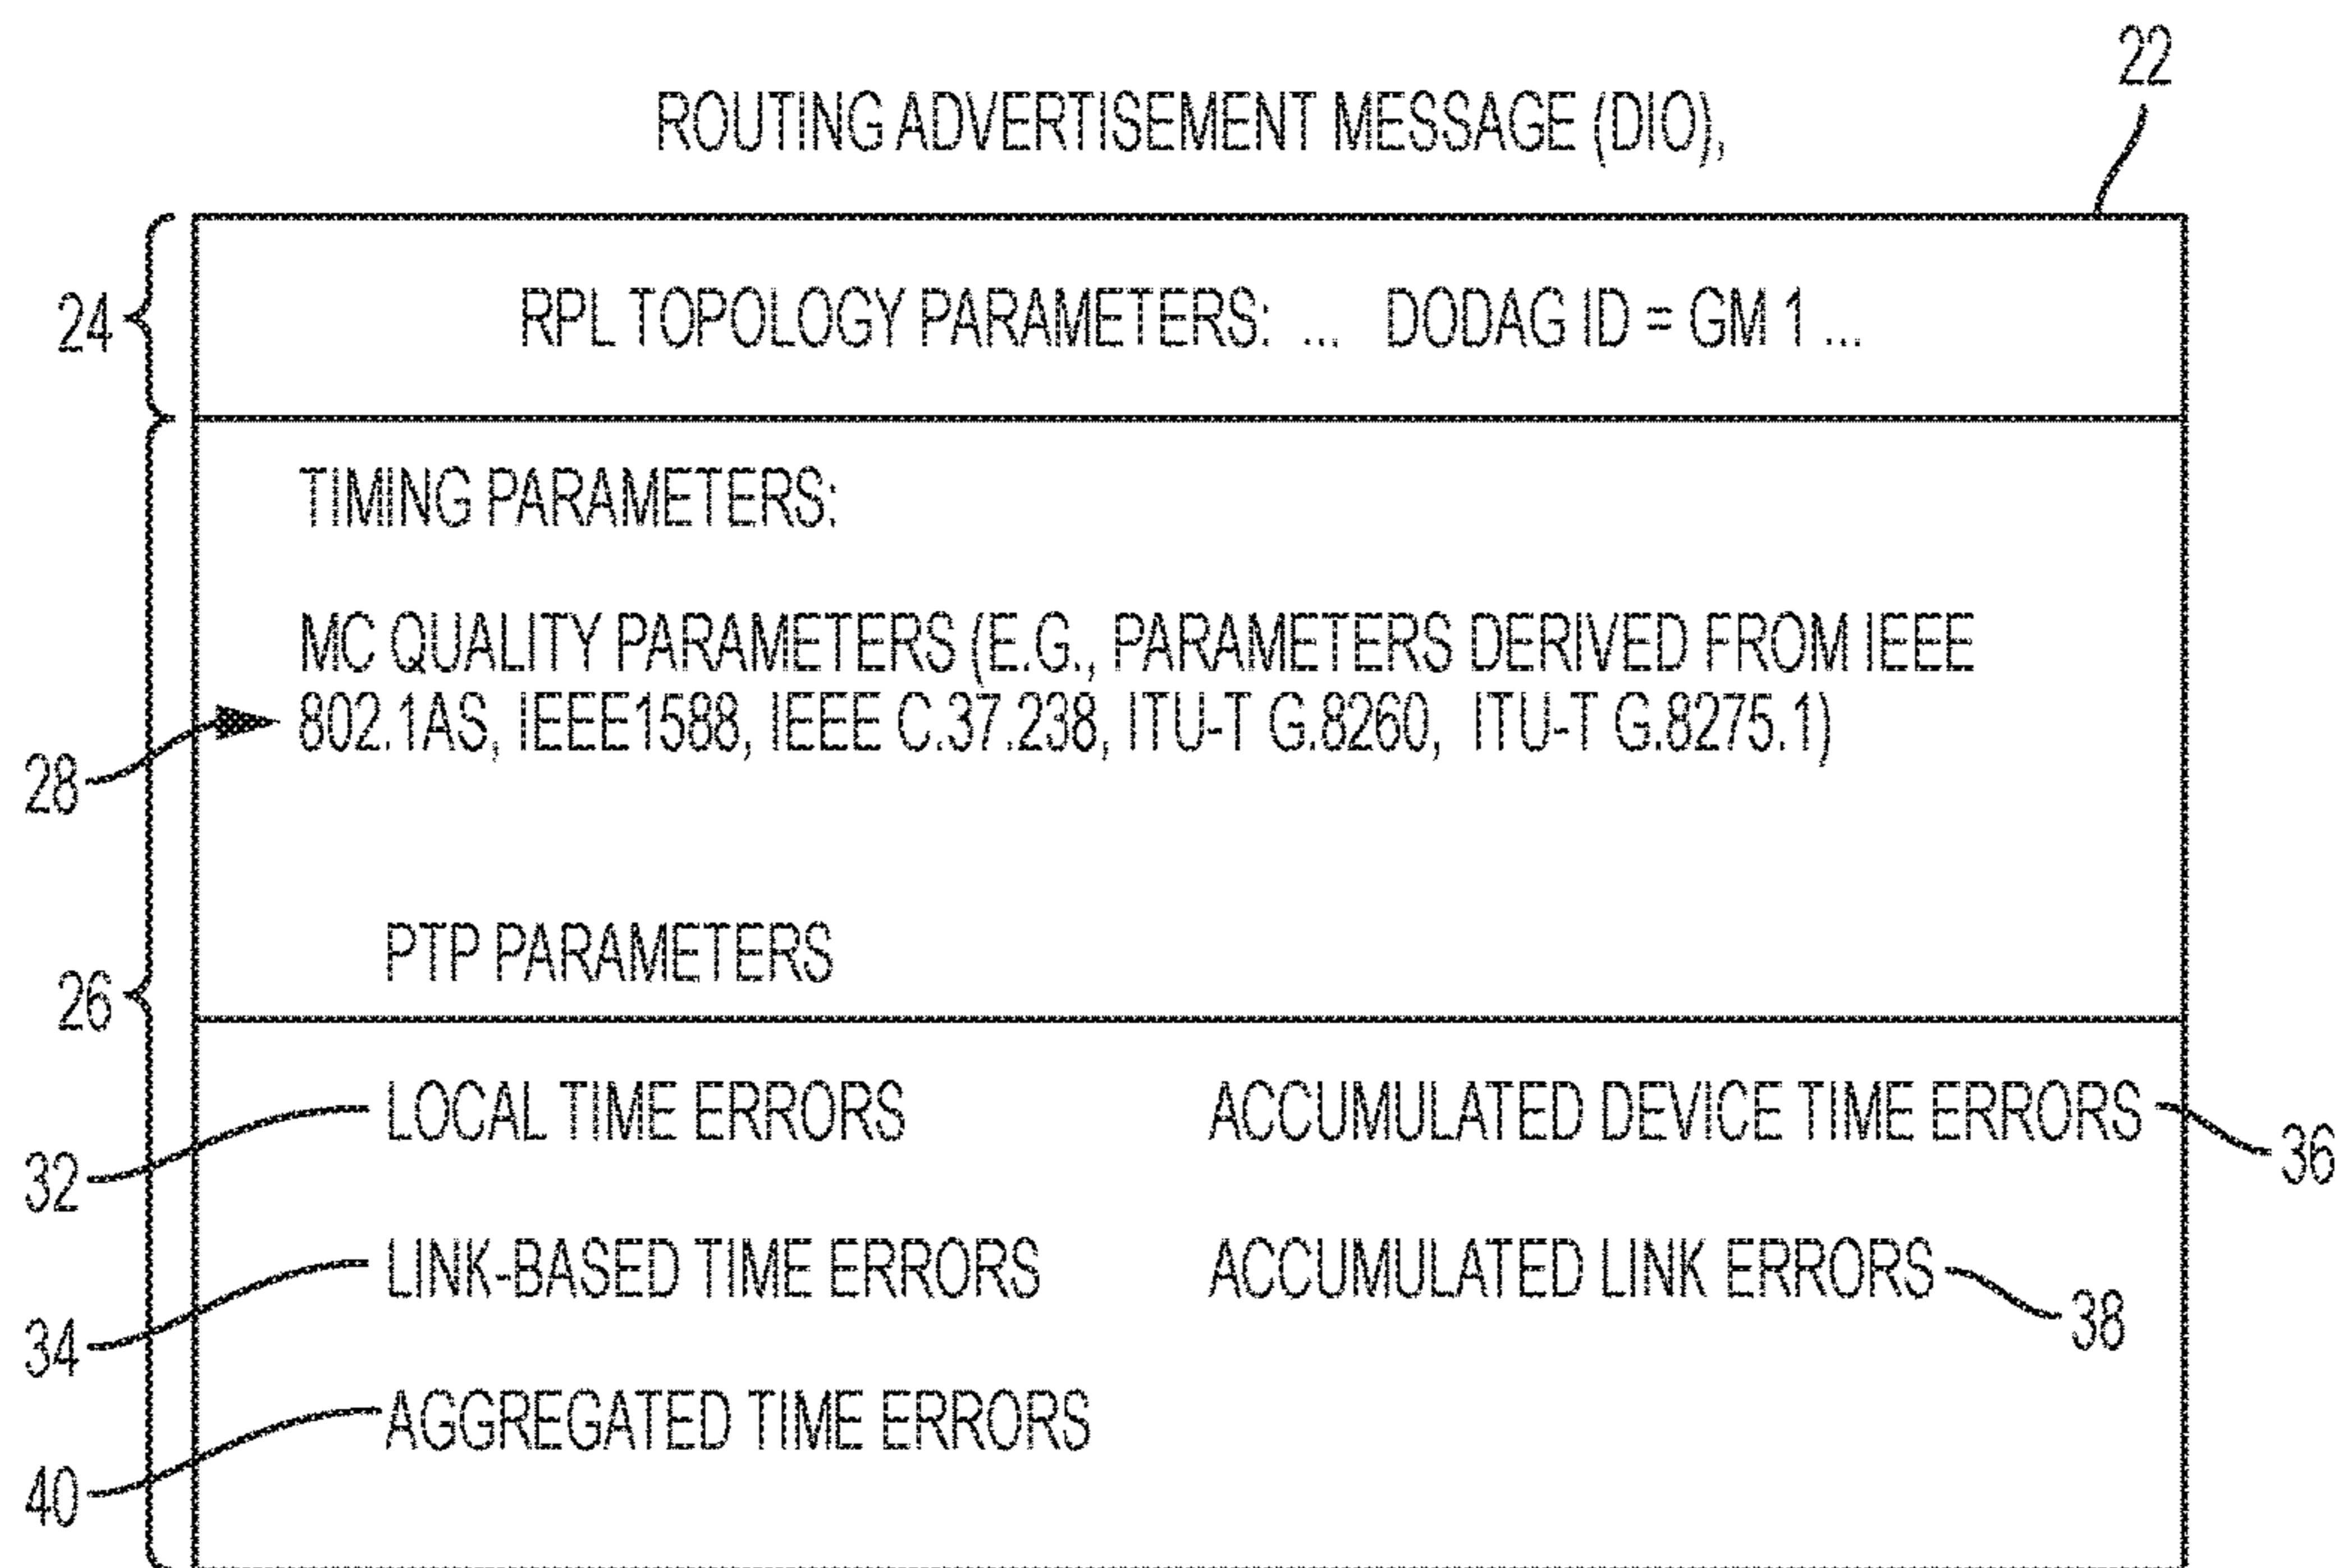 22
ROUTING ADVERTISEMENT MESSAGE (DIO),
24
RPL TOPOLOGY PARAMETERS: ... DODAG ID = GM 1 ...
TIMING PARAMETERS:
MC QUALITY PARAMETERS (E.G., PARAMETERS DERIVED FROM IEEE
802.1AS, IEEE1588, IEEE C.37.238, ITU-T G.8260, ITU-T G.8275.1)
28
PTP PARAMETERS
26
LOCAL TIME ERRORS ACCUMULATED DEVICE TIME ERRORS
32 36
LINK-BASED TIME ERRORS ACCUMULATED LINK ERRORS
34 38
AGGREGATED TIME ERRORS
40